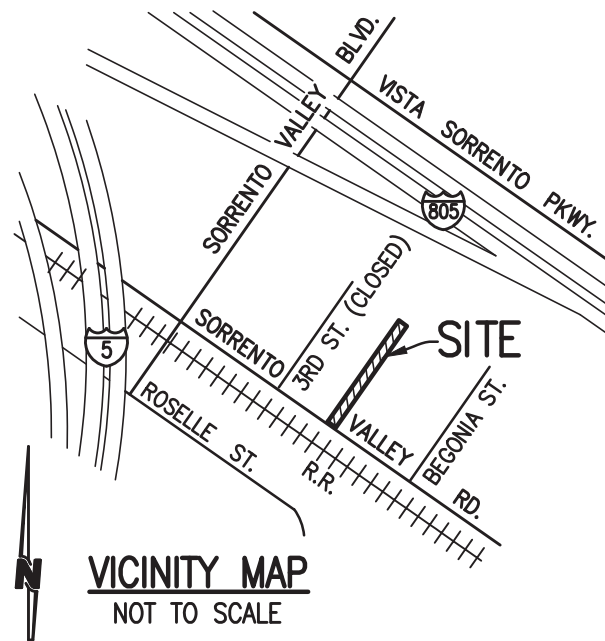 SORRENTO VALLEY BLVD.
VISTA SORRENTO PKWY.
805
3RD ST. (CLOSED)
SITE
5
SORRENTO VALLEY RD.
BEGONIA ST.
ROSELLE ST.
R.R.
N
VICINITY MAP
NOT TO SCALE